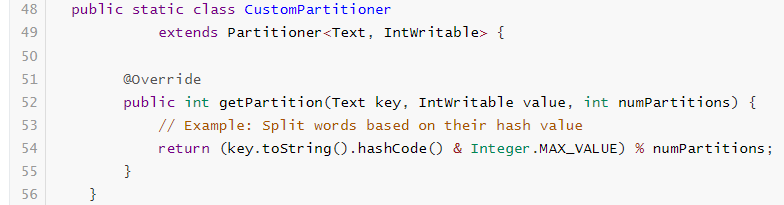 48 public static class CustomPartitioner
49 extends Partitioner<Text, IntWritable> {
50
51 @Override
52 public int getPartition(Text key, IntWritable value, int numPartitions) {
53 // Example: Split words based on their hash value
54 return (key.toString().hashCode() & Integer.MAX_VALUE) % numPartitions;
55 }
56 }